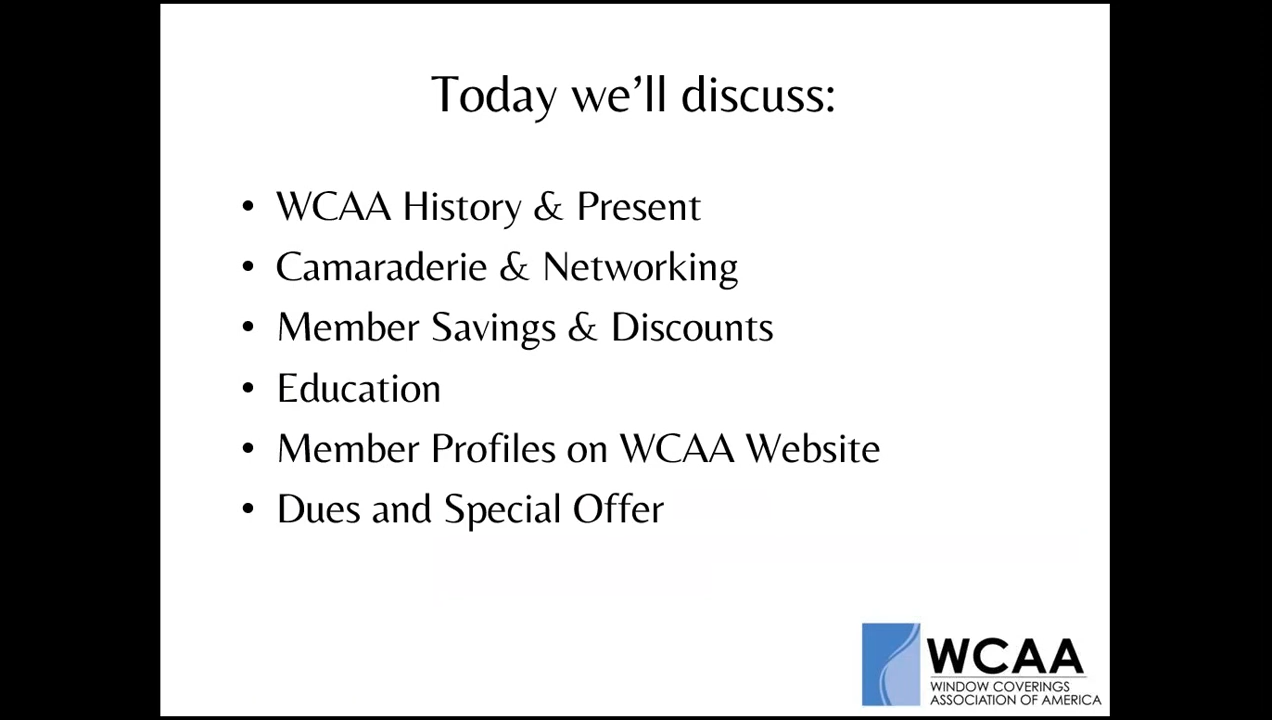 Today we’ll discuss:
• WCAA History & Present
• Camaraderie & Networking
• Member Savings & Discounts
• Education
• Member Profiles on WCAA Website
• Dues and Special Offer
WCAA
WINDOW COVERINGS
ASSOCIATION OF AMERICA